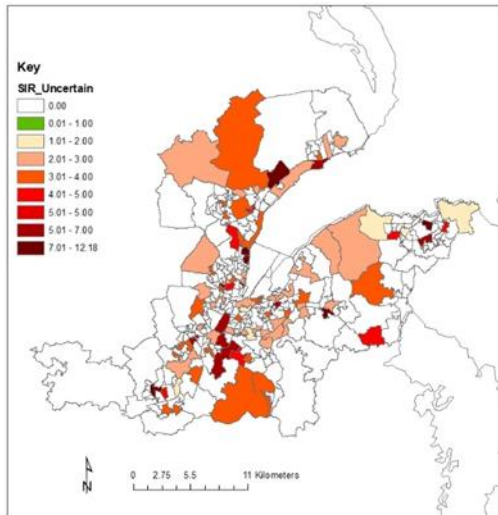 Key
SIR_Uncertain
0.00
0.01 - 1.00
1.01 - 2.00
2.01 - 3.00
3.01 - 4.00
4.01 - 5.00
5.01 - 5.00
5.01 - 7.00
7.01 - 12.18
N
0 2.75 5.5 11 Kilometers